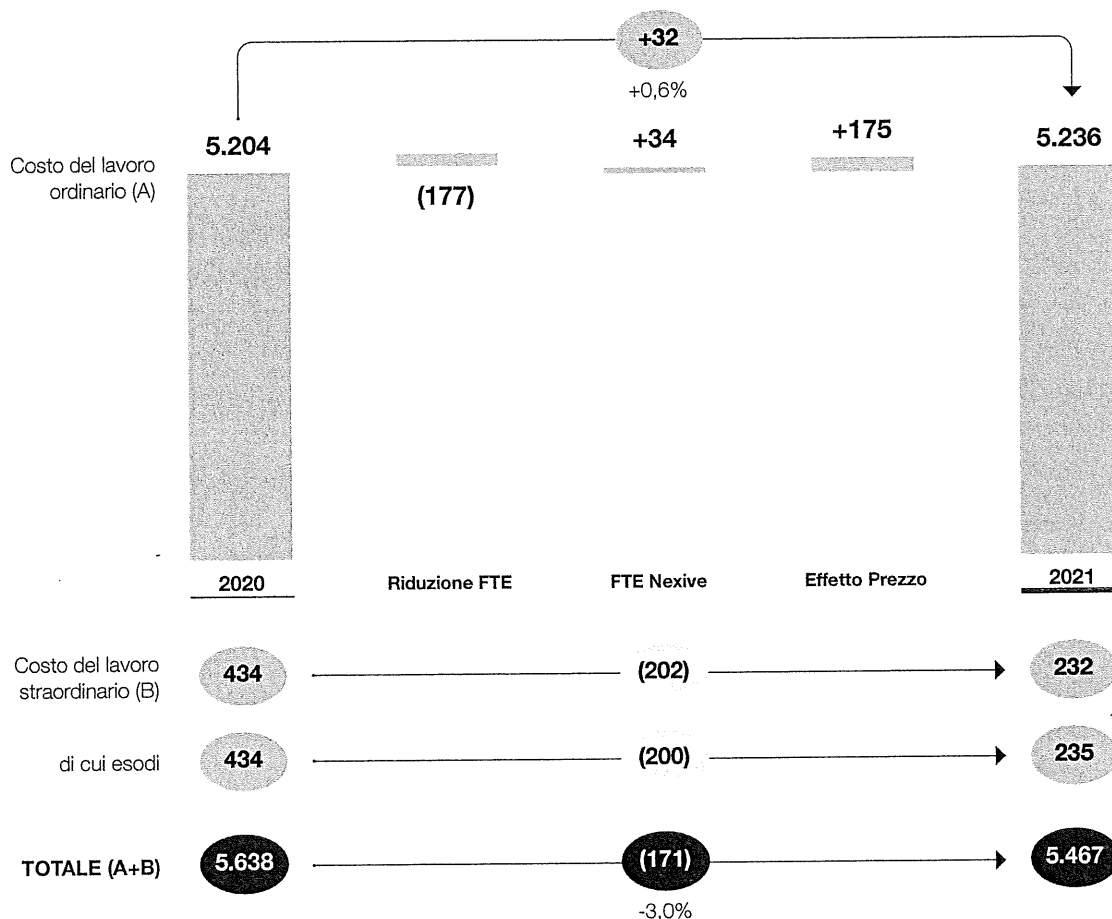 +32
+0,6%
5.204
+34
+175
5.236
Costo del lavoro
ordinario (A)
(177)
2020
Riduzione FTE
FTE Nexive
Effetto Prezzo
2021
Costo del lavoro
straordinario (B)
434
(202)
232
di cui esodi
434
(200)
235
TOTALE (A+B)
5.638
(171)
5.467
-3,0%